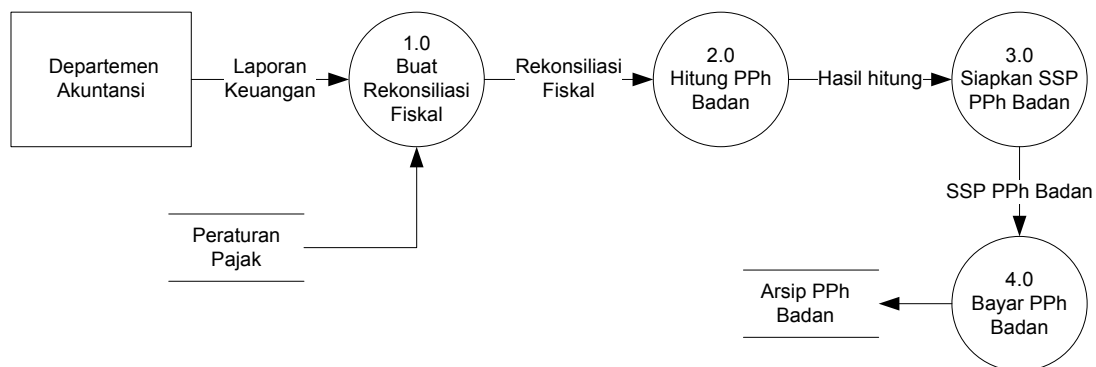 Departemen
Akuntansi
Laporan
Keuangan
1.0
Buat
Rekonsiliasi
Fiskal
Rekonsiliasi
Fiskal
2.0
Hitung PPh
Badan
Hasil hitung
3.0
Siapkan SSP
PPh Badan
SSP PPh Badan
Peraturan
Pajak
4.0
Bayar PPh
Badan
Arsip PPh
Badan